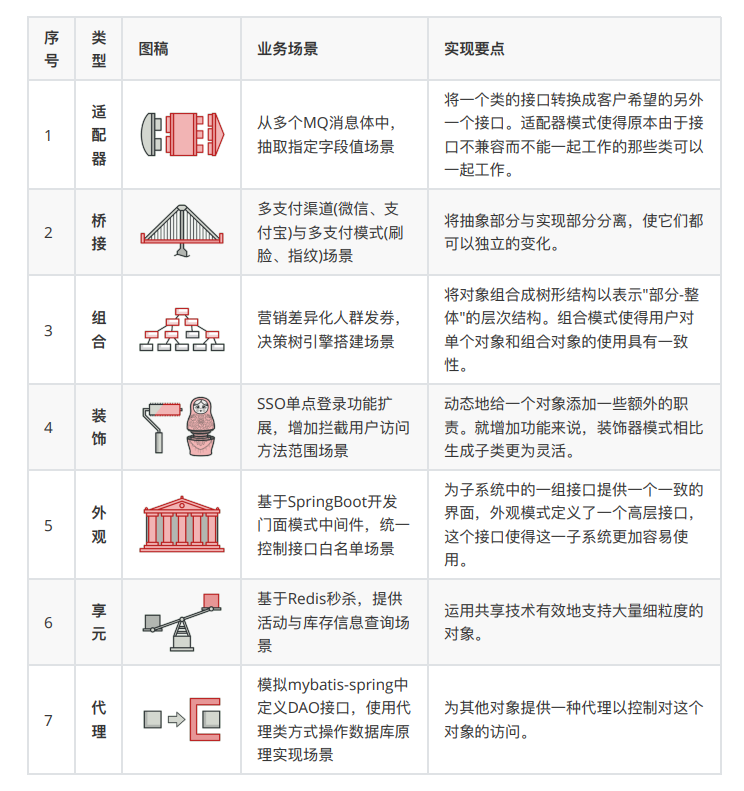 序号
类型
图稿
业务场景
实现要点
1
适配器
从多个MQ消息体中，
抽取指定字段值场景
将一个类的接口转换成客户希望的另外
一个接口。适配器模式使得原本由于接
口不兼容而不能一起工作的那些类可以
一起工作。
2
桥接
多支付渠道(微信、支
付宝)与多支付模式(刷
脸、指纹)场景
将抽象部分与实现部分分离，使它们都
可以独立的变化。
3
组合
营销差异化人群发券，
决策树引擎搭建场景
将对象组合成树形结构以表示"部分-整
体"的层次结构。组合模式使得用户对
单个对象和组合对象的使用具有一致
性。
4
装饰
SSO单点登录功能扩
展，增加拦截用户访问
方法范围场景
动态地给一个对象添加一些额外的职
责。就增加功能来说，装饰器模式相比
生成子类更为灵活。
5
外观
基于SpringBoot开发
门面模式中间件，统一
控制接口白名单场景
为子系统中的一组接口提供一个一致的
界面，外观模式定义了一个高层接口，
这个接口使得这一子系统更加容易使
用。
6
享元
基于Redis秒杀，提供
活动与库存信息查询场
景
运用共享技术有效地支持大量细粒度的
对象。
7
代理
模拟mybatis-spring中
定义DAO接口，使用代
理类方式操作数据库原
理实现场景
为其他对象提供一种代理以控制对这个
对象的访问。